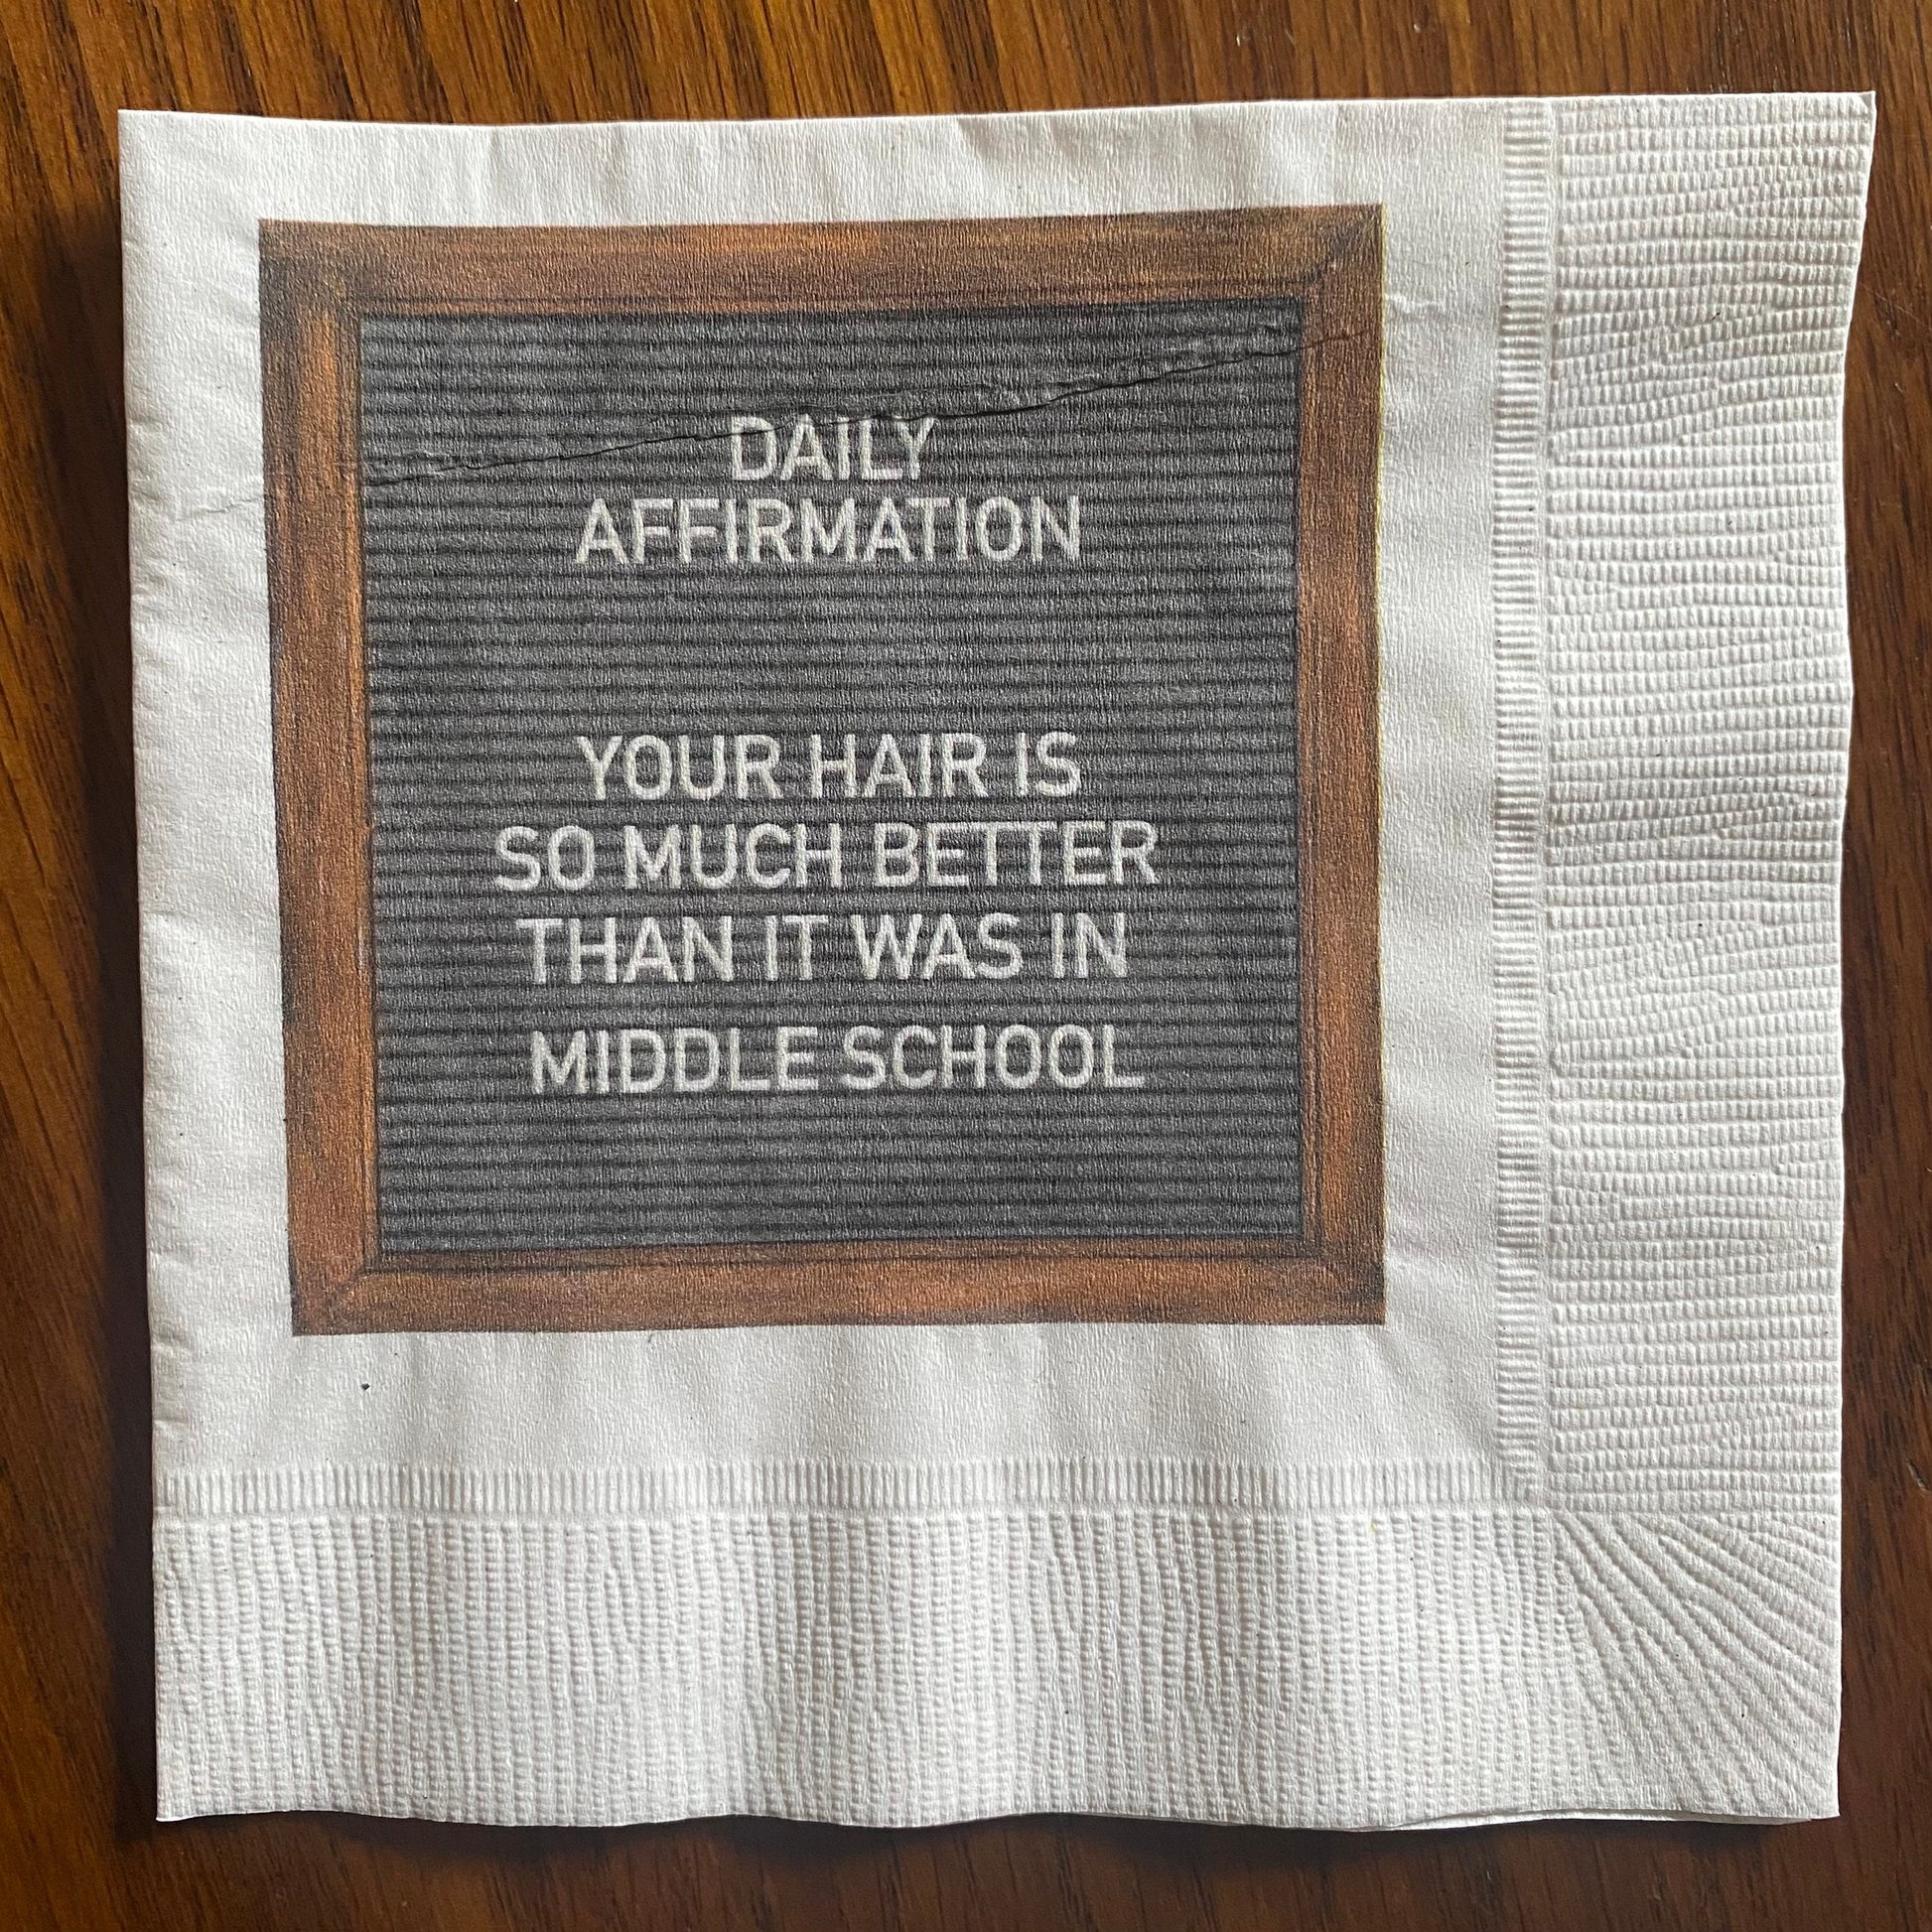 DAILY
AFFIRMATION
YOUR HAIR IS
SO MUCH BETTER
THAN IT WAS IN
MIDDLE SCHOOL